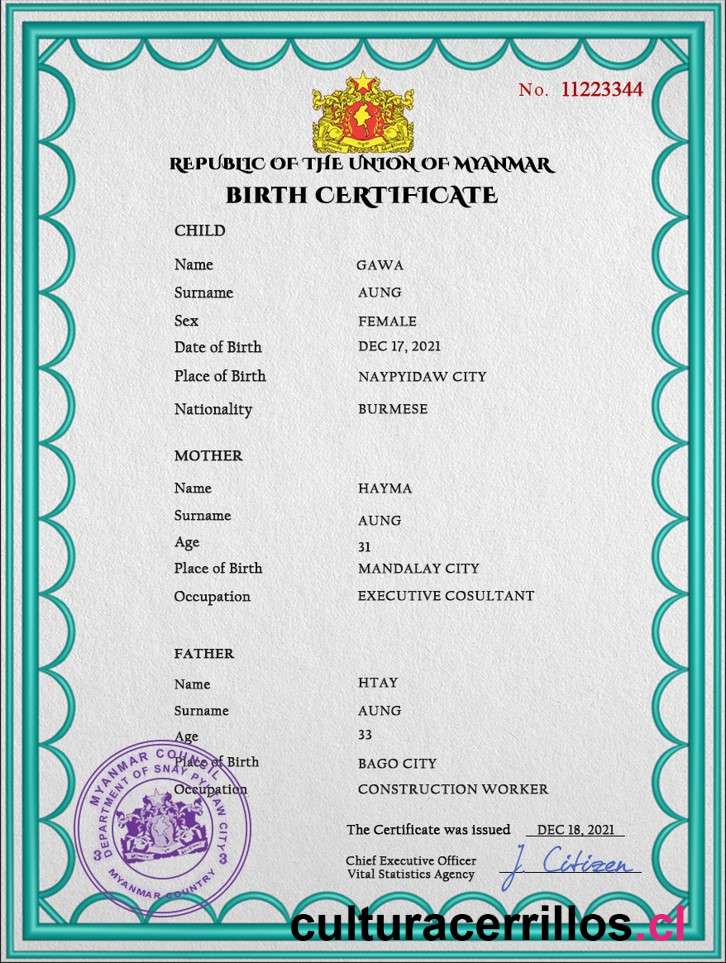 No. 11223344
REPUBLIC OF THE UNION OF MYANMAR
BIRTH CERTIFICATE
CHILD
Name GAWA
Surname AUNG
Sex FEMALE
Date of Birth DEC 17, 2021
Place of Birth NAYPYIDAW CITY
Nationality BURMESE
MOTHER
Name HAYMA
Surname AUNG
Age 31
Place of Birth MANDALAY CITY
Occupation EXECUTIVE COSULTANT
FATHER
Name HTAY
Surname AUNG
Age 33
Place of Birth BAGO CITY
Occupation CONSTRUCTION WORKER
MYANMAR COUNCIL
DEPARTMENT OF SNAY PYITAW CITY
MYANMAR COUNTRY
The Certificate was issued DEC 18, 2021
Chief Executive Officer
Vital Statistics Agency
J. Citizen
culturacerrillos.cl